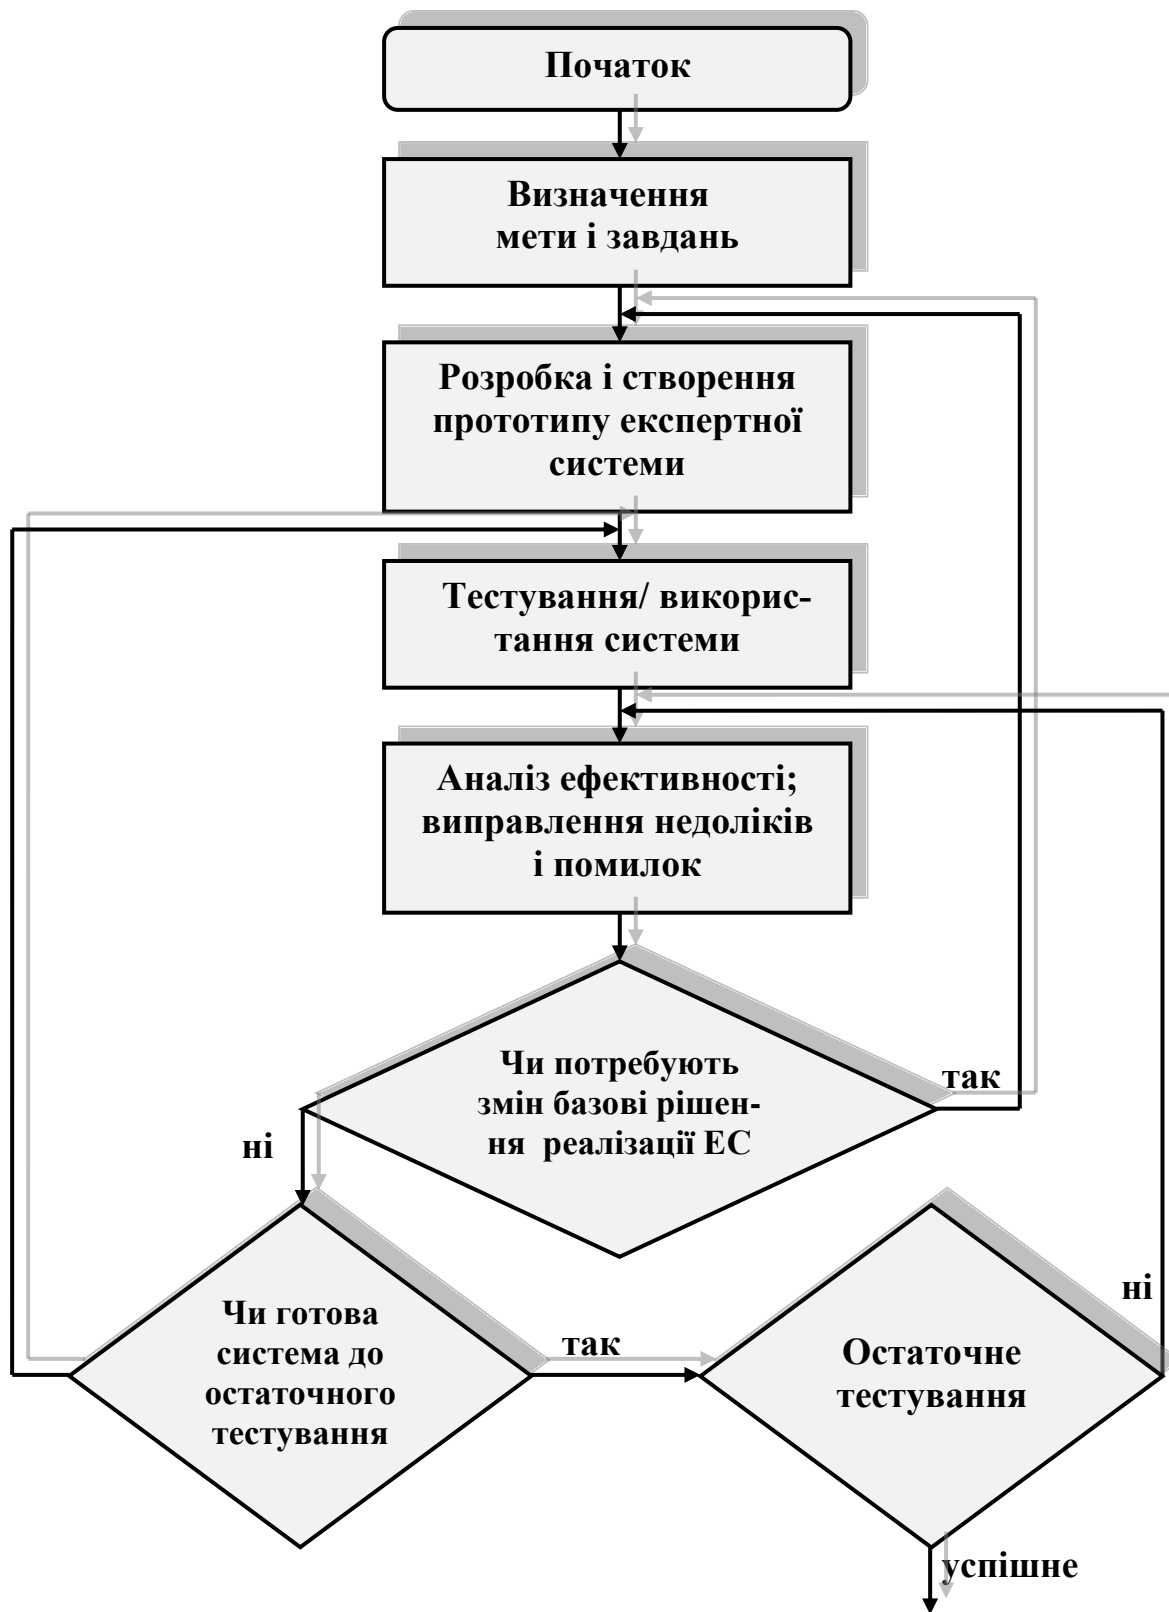 Початок
Визначення
мети і завдань
Розробка і створення
прототипу експертної
системи
Тестування/ викорис-
тання системи
Аналіз ефективності;
виправлення недоліків
і помилок
Чи потребують
змін базові рішен-
ня реалізації ЕС
так
ні
Чи готова
система до
остаточного
тестування
так
Остаточне
тестування
ні
успішне